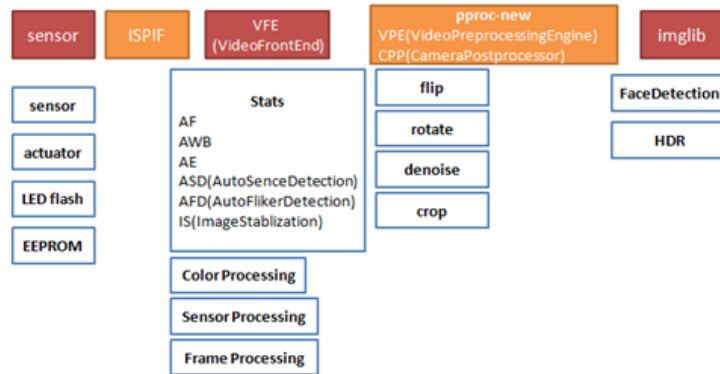 sensor
ISPIF
VFE
(VideoFrontEnd)
pproc-new
VPE(VideoPreprocessingEngine)
CPP(CameraPostprocessor)
imglib
sensor
actuator
LED flash
EEPROM
Stats
AF
AWB
AE
ASD(AutoSenceDetection)
AFD(AutoFlikerDetection)
IS(ImageStablization)
Color Processing
Sensor Processing
Frame Processing
flip
rotate
denoise
crop
FaceDetection
HDR